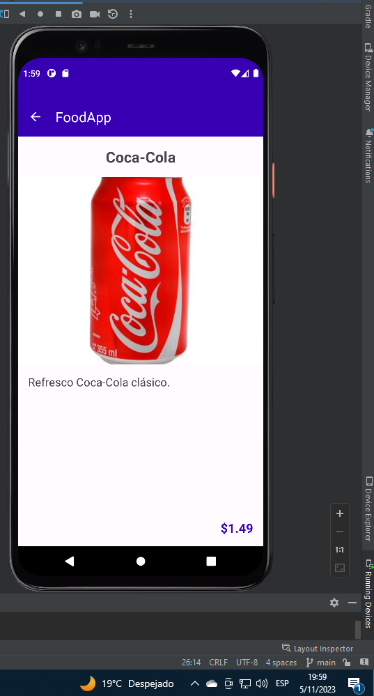 Gradle
Device Manager
Notifications
1:59
FoodApp
Coca-Cola
Coca-Cola
355 ml
Refresco Coca-Cola clásico.
$1.49
1:1
Device Explorer
Running Devices
Layout Inspector
26:14 CRLF UTF-8 4 spaces main
19°C Despejado ESP 19:59
5/11/2023
1